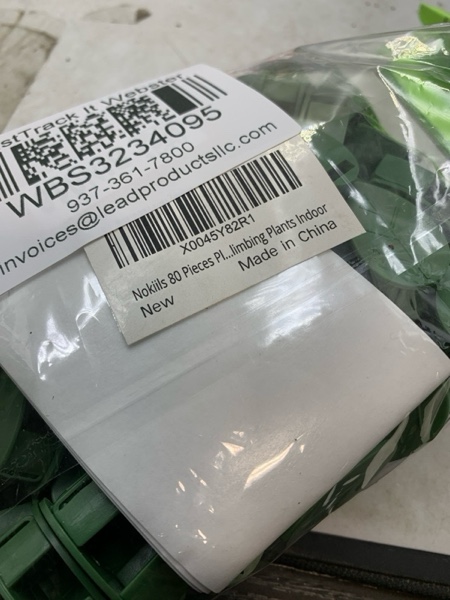 stTrack It Webster
WBS3234095
937-361-7800
invoices@leadproductsllc.com
X0045Y82R1
Nokiils 80 Pieces Pl...limbing Plants Indoor
New
Made in China